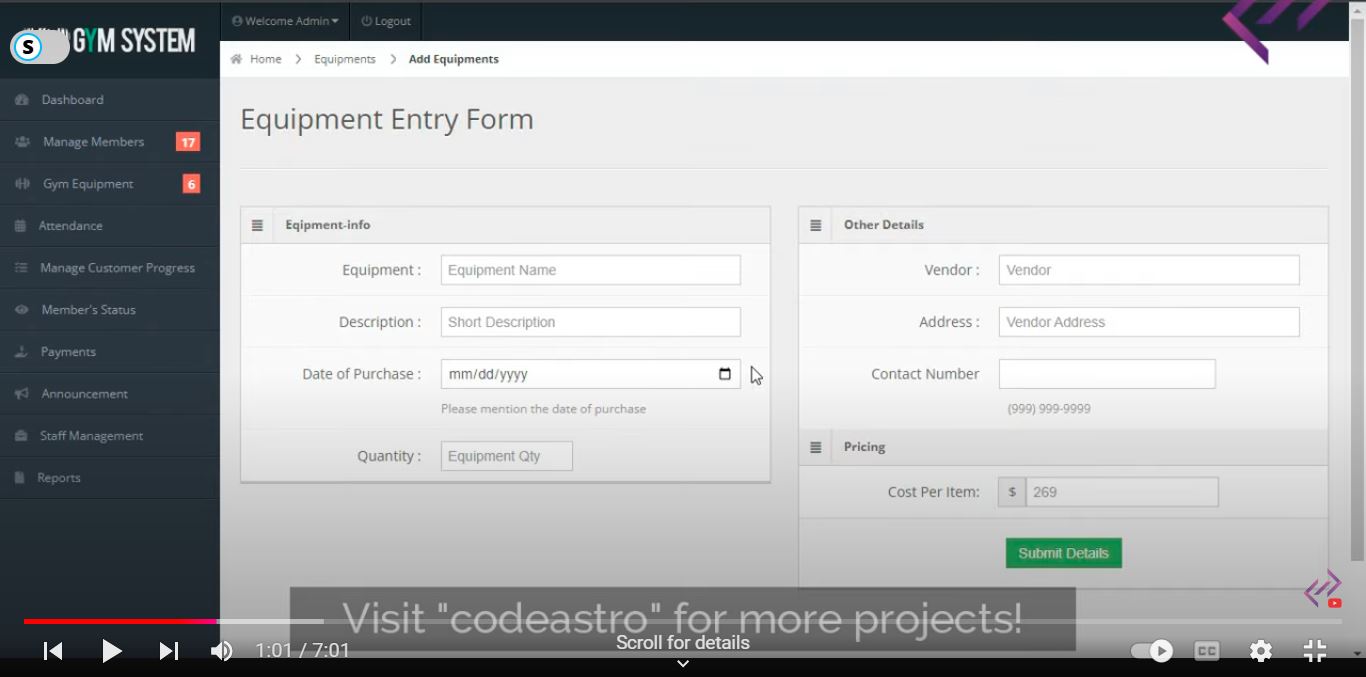 S
GYM SYSTEM
Welcome Admin
Logout
Home > Equipments > Add Equipments
Dashboard
Manage Members 17
Gym Equipment 6
Attendance
Manage Customer Progress
Member's Status
Payments
Announcement
Staff Management
Reports
Equipment Entry Form
Eqipment-info
Equipment : Equipment Name
Description : Short Description
Date of Purchase : mm/dd/yyyy
Please mention the date of purchase
Quantity : Equipment Qty
Other Details
Vendor : Vendor
Address : Vendor Address
Contact Number
(999) 999-9999
Pricing
Cost Per Item: $ 269
Submit Details
Visit "codeastro" for more projects!
Scroll for details
1:01 / 7:01
CC